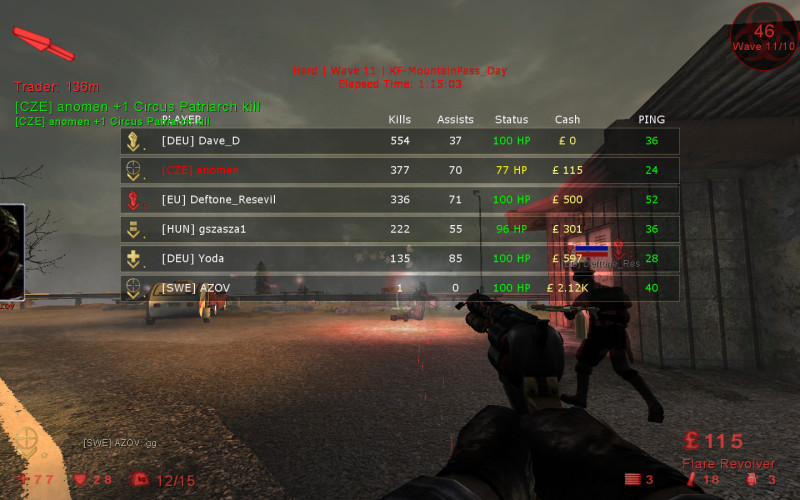 46
Wave 11/10
Hard | Wave 11 | KF-MountainPass_Day
Elapsed Time: 1:15:03
Trader: 136m
[CZE] anomen +1 Circus Patriarch kill
[CZE] anomen +1 Circus Patriarch kill
PLAYER Kills Assists Status Cash PING
[DEU] Dave_D 554 37 100 HP £ 0 36
[CZE] anomen 377 70 77 HP £ 115 24
[EU] Deftone_Resevil 336 71 100 HP £ 500 52
[HUN] gszasza1 222 55 96 HP £ 301 36
[DEU] Yoda 135 85 100 HP £ 597 28
Deftone_Res
[SWE] AZOV 1 0 100 HP £ 2.12K 40
[SWE] AZOV: gg
£115
Flare Revolver
77 28 12/15 3 18 3